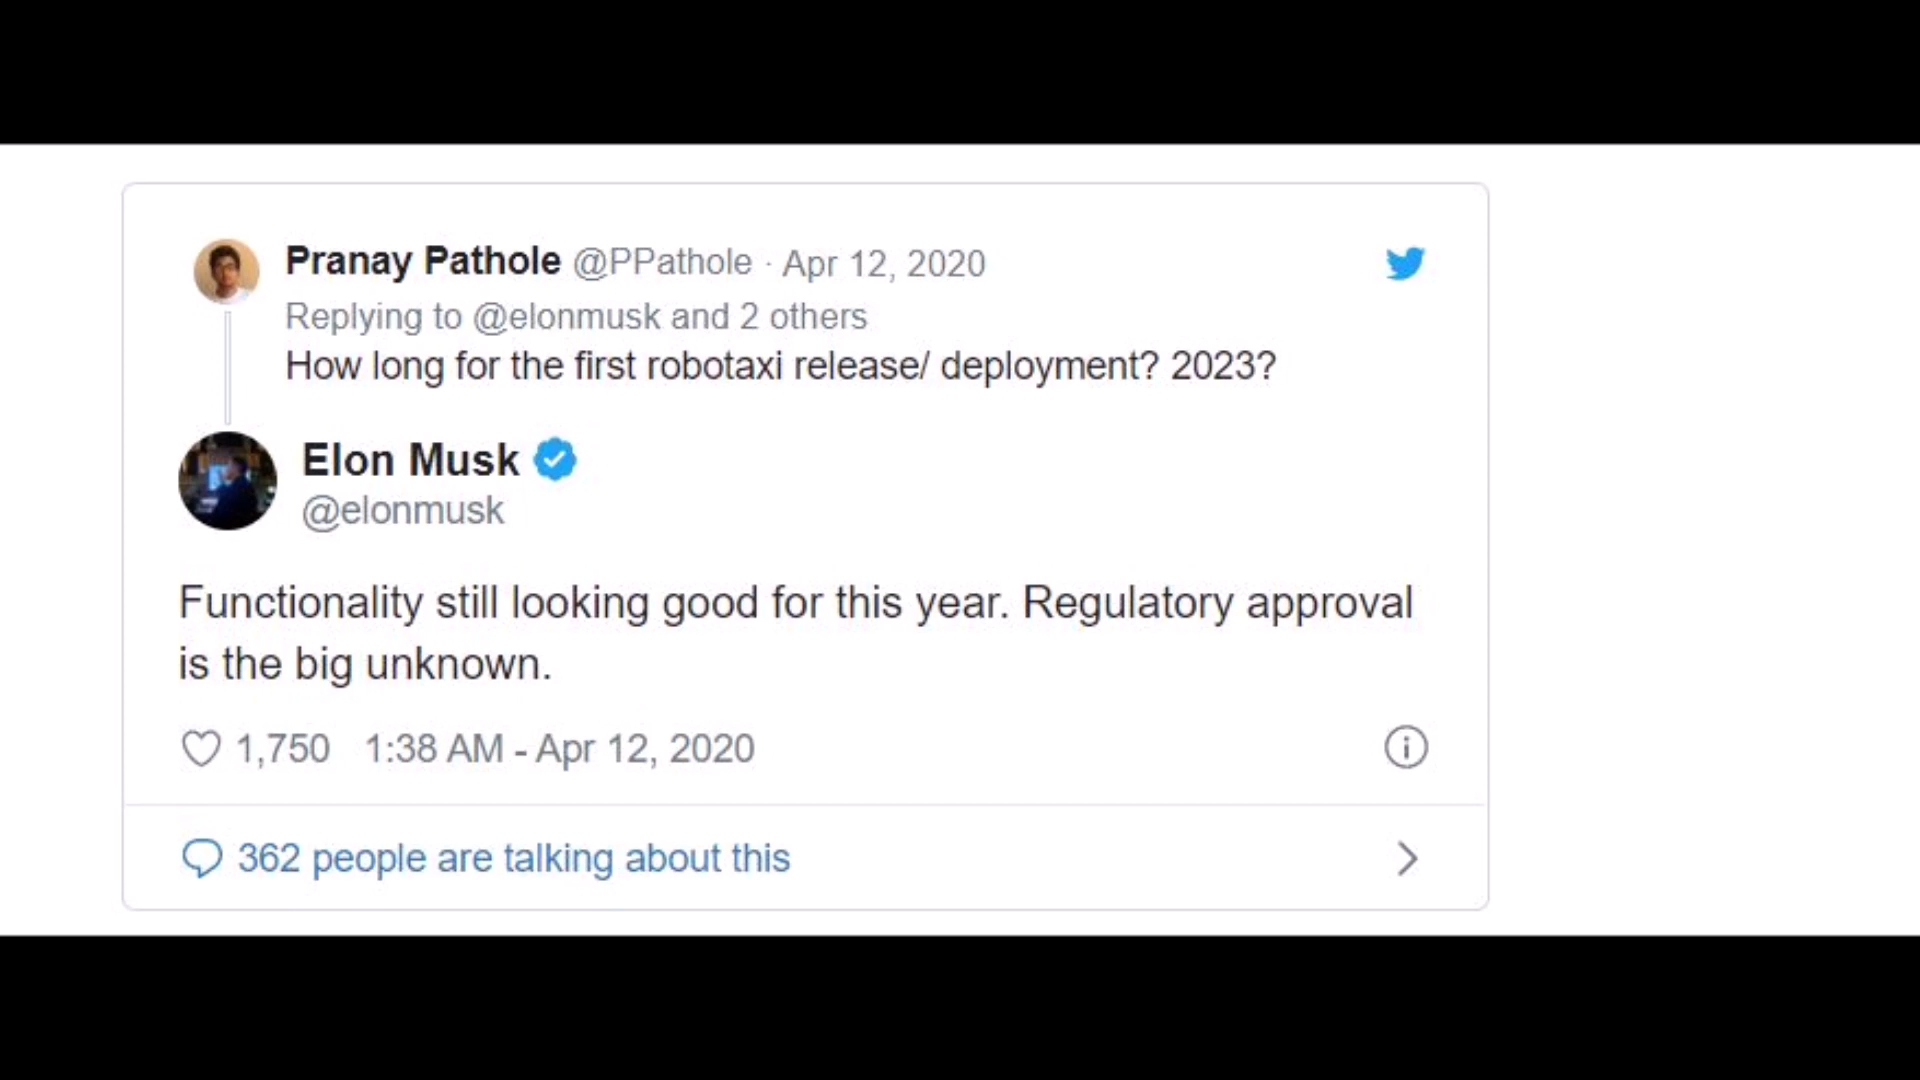 Pranay Pathole @PPathole · Apr 12, 2020
Replying to @elonmusk and 2 others
How long for the first robotaxi release/ deployment? 2023?
Elon Musk
@elonmusk
Functionality still looking good for this year. Regulatory approval
is the big unknown.
1,750 1:38 AM - Apr 12, 2020
362 people are talking about this